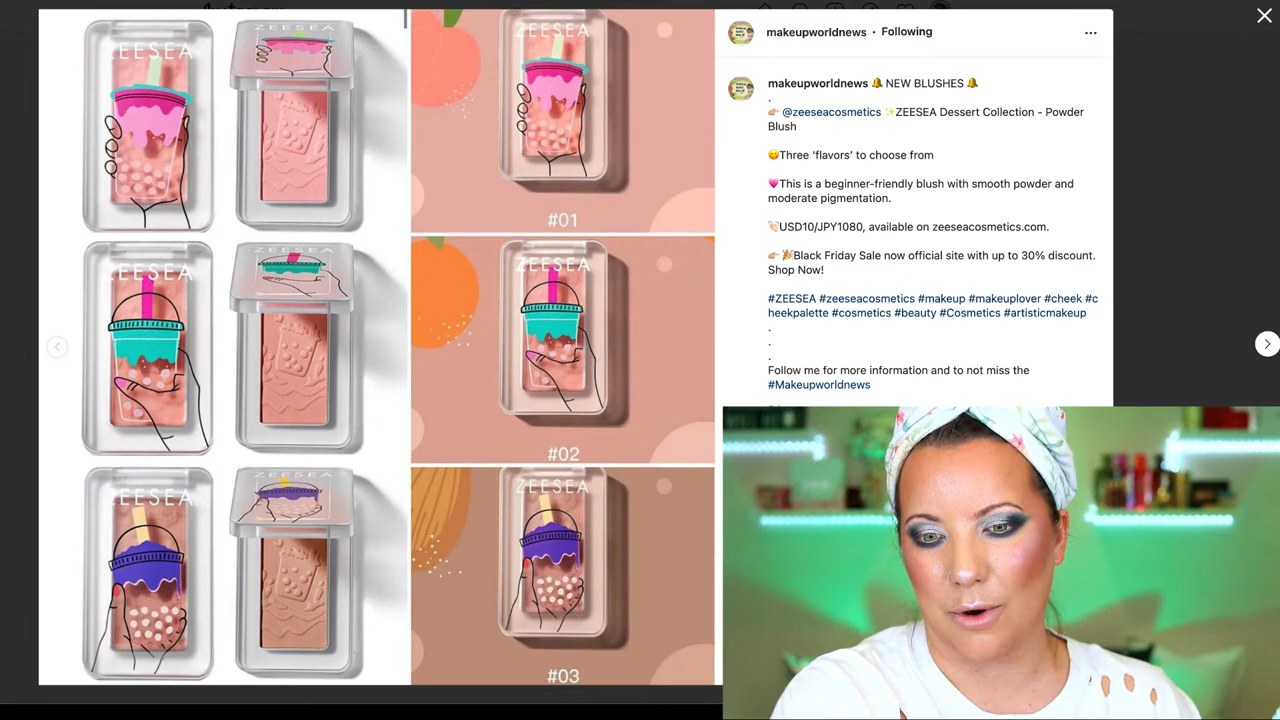 ZEESEA
ZEESEA
ZEESEA
#01
ZEESEA
ZEESEA
ZEESEA
#02
ZEESEA
ZEESEA
ZEESEA
#03
makeupworldnews • Following
makeupworldnews 🔔 NEW BLUSHES 🔔
.
👉🏼 @zeeseacosmetics ✨ZEESEA Dessert Collection - Powder
Blush
😋Three ‘flavors’ to choose from
💗This is a beginner-friendly blush with smooth powder and
moderate pigmentation.
💘USD10/JPY1080, available on zeeseacosmetics.com.
👉🏼 🎉Black Friday Sale now official site with up to 30% discount.
Shop Now!
#ZEESEA #zeeseacosmetics #makeup #makeuplover #cheek #c
heekpalette #cosmetics #beauty #Cosmetics #artisticmakeup
.
.
.
Follow me for more information and to not miss the
#Makeupworldnews